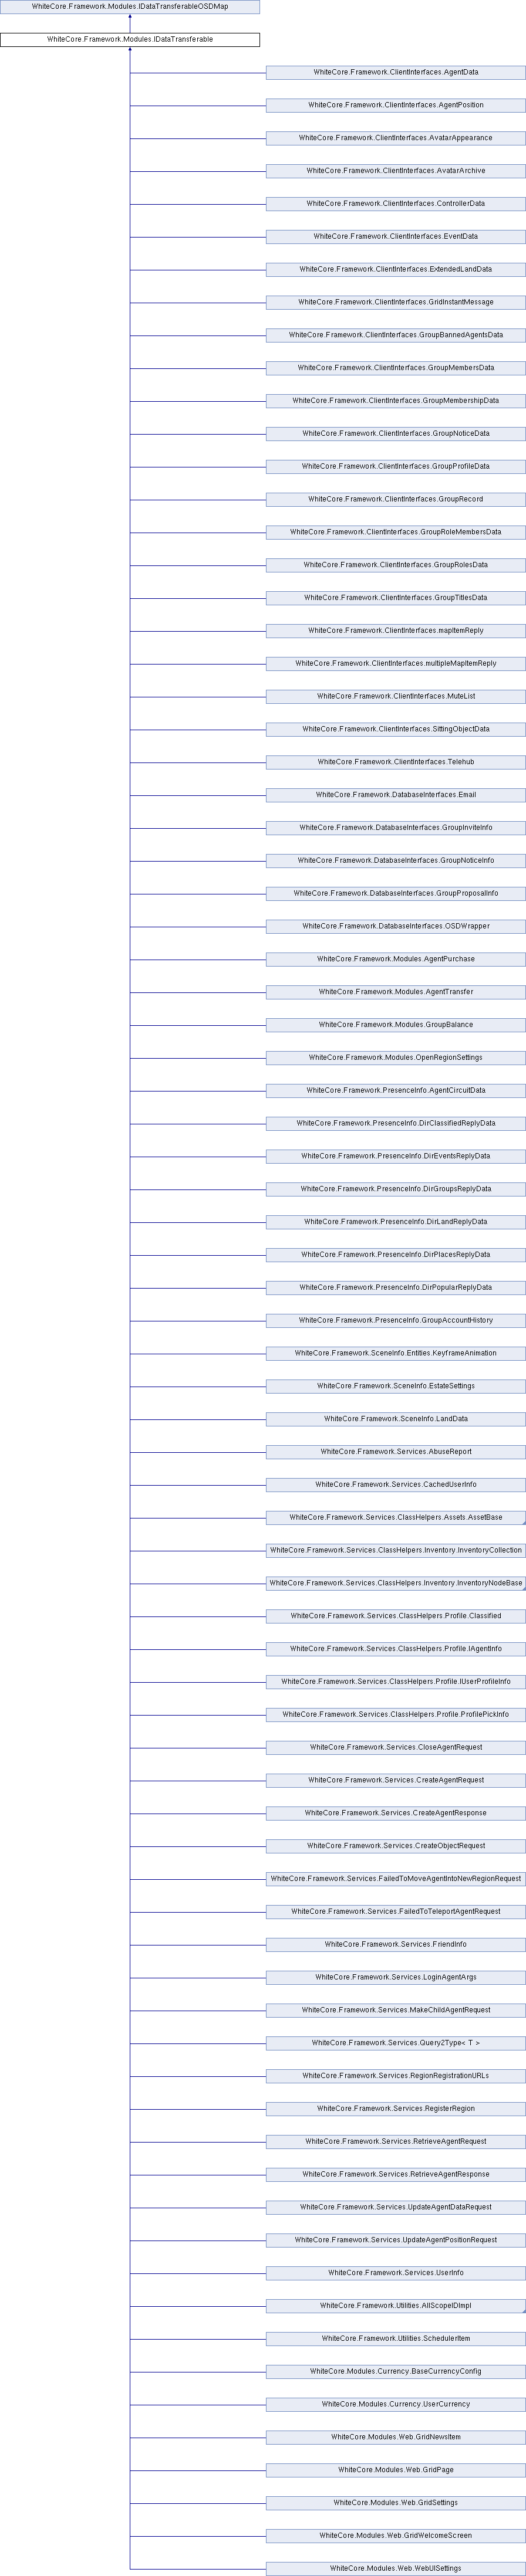 WhiteCore.Framework.Modules.IDataTransferableOSDMap
WhiteCore.Framework.Modules.IDataTransferable
WhiteCore.Framework.ClientInterfaces.AgentData
WhiteCore.Framework.ClientInterfaces.AgentPosition
WhiteCore.Framework.ClientInterfaces.AvatarAppearance
WhiteCore.Framework.ClientInterfaces.AvatarArchive
WhiteCore.Framework.ClientInterfaces.ControllerData
WhiteCore.Framework.ClientInterfaces.EventData
WhiteCore.Framework.ClientInterfaces.ExtendedLandData
WhiteCore.Framework.ClientInterfaces.GridInstantMessage
WhiteCore.Framework.ClientInterfaces.GroupBannedAgentsData
WhiteCore.Framework.ClientInterfaces.GroupMembersData
WhiteCore.Framework.ClientInterfaces.GroupMembershipData
WhiteCore.Framework.ClientInterfaces.GroupNoticeData
WhiteCore.Framework.ClientInterfaces.GroupProfileData
WhiteCore.Framework.ClientInterfaces.GroupRecord
WhiteCore.Framework.ClientInterfaces.GroupRoleMembersData
WhiteCore.Framework.ClientInterfaces.GroupRolesData
WhiteCore.Framework.ClientInterfaces.GroupTitlesData
WhiteCore.Framework.ClientInterfaces.mapItemReply
WhiteCore.Framework.ClientInterfaces.multipleMapItemReply
WhiteCore.Framework.ClientInterfaces.MuteList
WhiteCore.Framework.ClientInterfaces.SittingObjectData
WhiteCore.Framework.ClientInterfaces.Telehub
WhiteCore.Framework.DatabaseInterfaces.Email
WhiteCore.Framework.DatabaseInterfaces.GroupInviteInfo
WhiteCore.Framework.DatabaseInterfaces.GroupNoticeInfo
WhiteCore.Framework.DatabaseInterfaces.GroupProposalInfo
WhiteCore.Framework.DatabaseInterfaces.OSDWrapper
WhiteCore.Framework.Modules.AgentPurchase
WhiteCore.Framework.Modules.AgentTransfer
WhiteCore.Framework.Modules.GroupBalance
WhiteCore.Framework.Modules.OpenRegionSettings
WhiteCore.Framework.PresenceInfo.AgentCircuitData
WhiteCore.Framework.PresenceInfo.DirClassifiedReplyData
WhiteCore.Framework.PresenceInfo.DirEventsReplyData
WhiteCore.Framework.PresenceInfo.DirGroupsReplyData
WhiteCore.Framework.PresenceInfo.DirLandReplyData
WhiteCore.Framework.PresenceInfo.DirPlacesReplyData
WhiteCore.Framework.PresenceInfo.DirPopularReplyData
WhiteCore.Framework.PresenceInfo.GroupAccountHistory
WhiteCore.Framework.SceneInfo.Entities.KeyframeAnimation
WhiteCore.Framework.SceneInfo.EstateSettings
WhiteCore.Framework.SceneInfo.LandData
WhiteCore.Framework.Services.AbuseReport
WhiteCore.Framework.Services.CachedUserInfo
WhiteCore.Framework.Services.ClassHelpers.Assets.AssetBase
WhiteCore.Framework.Services.ClassHelpers.Inventory.InventoryCollection
WhiteCore.Framework.Services.ClassHelpers.Inventory.InventoryNodeBase
WhiteCore.Framework.Services.ClassHelpers.Profile.Classified
WhiteCore.Framework.Services.ClassHelpers.Profile.IAgentInfo
WhiteCore.Framework.Services.ClassHelpers.Profile.IUserProfileInfo
WhiteCore.Framework.Services.ClassHelpers.Profile.ProfilePickInfo
WhiteCore.Framework.Services.CloseAgentRequest
WhiteCore.Framework.Services.CreateAgentRequest
WhiteCore.Framework.Services.CreateAgentResponse
WhiteCore.Framework.Services.CreateObjectRequest
WhiteCore.Framework.Services.FailedToMoveAgentIntoNewRegionRequest
WhiteCore.Framework.Services.FailedToTeleportAgentRequest
WhiteCore.Framework.Services.FriendInfo
WhiteCore.Framework.Services.LoginAgentArgs
WhiteCore.Framework.Services.MakeChildAgentRequest
WhiteCore.Framework.Services.Query2Type< T >
WhiteCore.Framework.Services.RegionRegistrationURLs
WhiteCore.Framework.Services.RegisterRegion
WhiteCore.Framework.Services.RetrieveAgentRequest
WhiteCore.Framework.Services.RetrieveAgentResponse
WhiteCore.Framework.Services.UpdateAgentDataRequest
WhiteCore.Framework.Services.UpdateAgentPositionRequest
WhiteCore.Framework.Services.UserInfo
WhiteCore.Framework.Utilities.AllScopeIDImpl
WhiteCore.Framework.Utilities.SchedulerItem
WhiteCore.Modules.Currency.BaseCurrencyConfig
WhiteCore.Modules.Currency.UserCurrency
WhiteCore.Modules.Web.GridNewsItem
WhiteCore.Modules.Web.GridPage
WhiteCore.Modules.Web.GridSettings
WhiteCore.Modules.Web.GridWelcomeScreen
WhiteCore.Modules.Web.WebUISettings